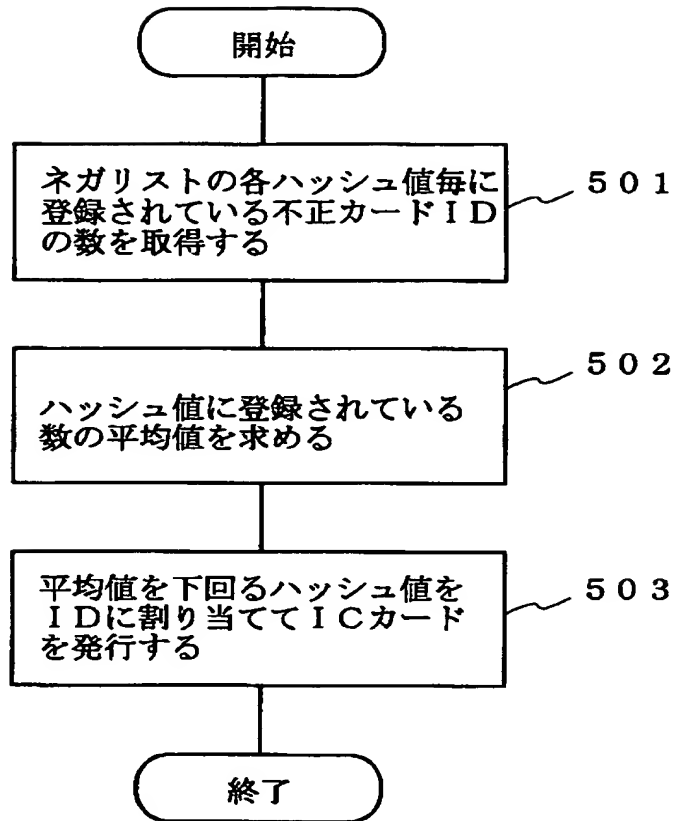 開始
ネガリストの各ハッシュ値毎に
登録されている不正カードＩＤ
の数を取得する
５０１
ハッシュ値に登録されている
数の平均値を求める
５０２
平均値を下回るハッシュ値を
ＩＤに割り当ててＩＣカード
を発行する
５０３
終了